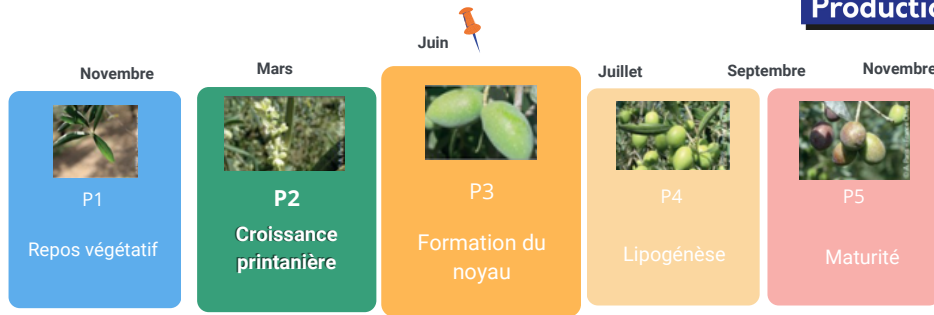 Productio
Juin
Novembre
Mars
Juillet
Septembre
Novembre
P1
Repos végétatif
P2
Croissance
printanière
P3
Formation du
noyau
P4
Lipogénèse
P5
Maturité